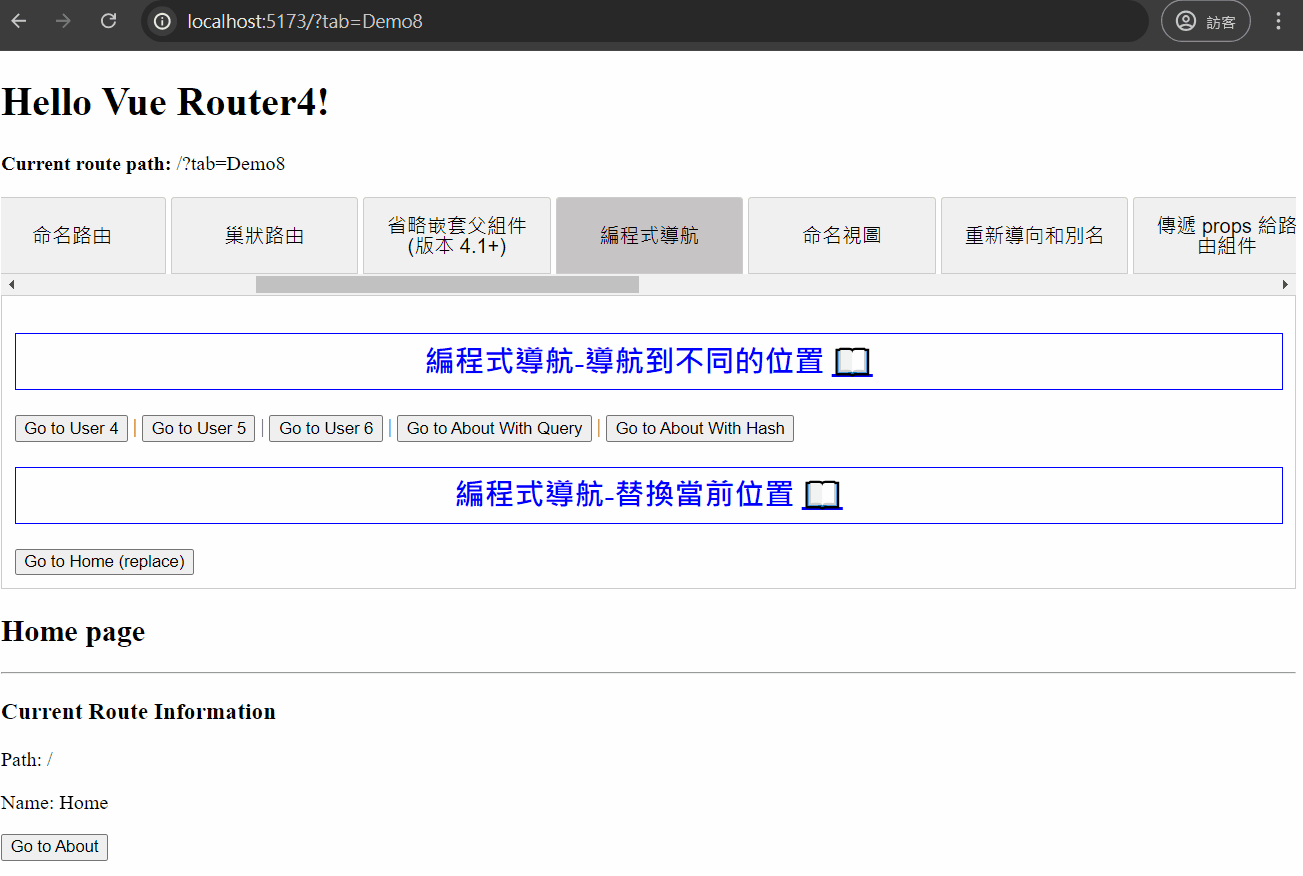 localhost:5173/?tab=Demo8
訪客
Hello Vue Router4!
Current route path: /?tab=Demo8
命名路由
巢狀路由
省略嵌套父組件
(版本 4.1+)
編程式導航
命名視圖
重新導向和別名
傳遞 props 給路
由組件
編程式導航-導航到不同的位置 📖
Go to User 4 | Go to User 5 | Go to User 6 | Go to About With Query | Go to About With Hash
編程式導航-替換當前位置 📖
Go to Home (replace)
Home page
Current Route Information
Path: /
Name: Home
Go to About